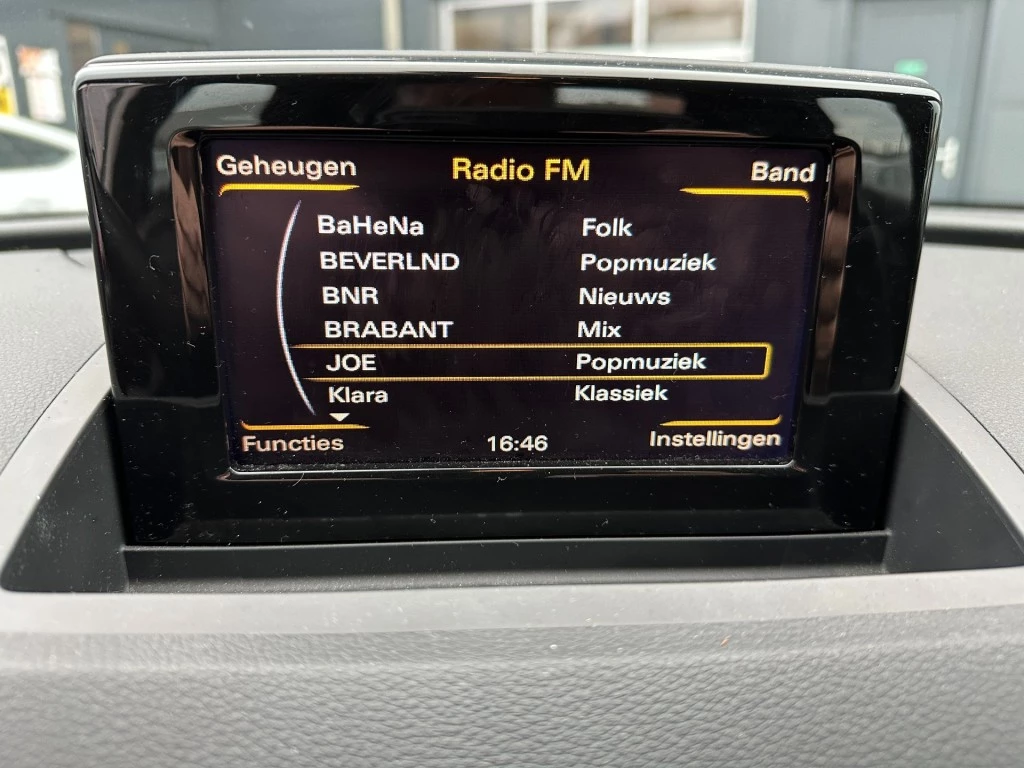 Geheugen Radio FM Band
BaHeNa Folk
BEVERLND Popmuziek
BNR Nieuws
BRABANT Mix
JOE Popmuziek
Klara Klassiek
Functies 16:46 Instellingen